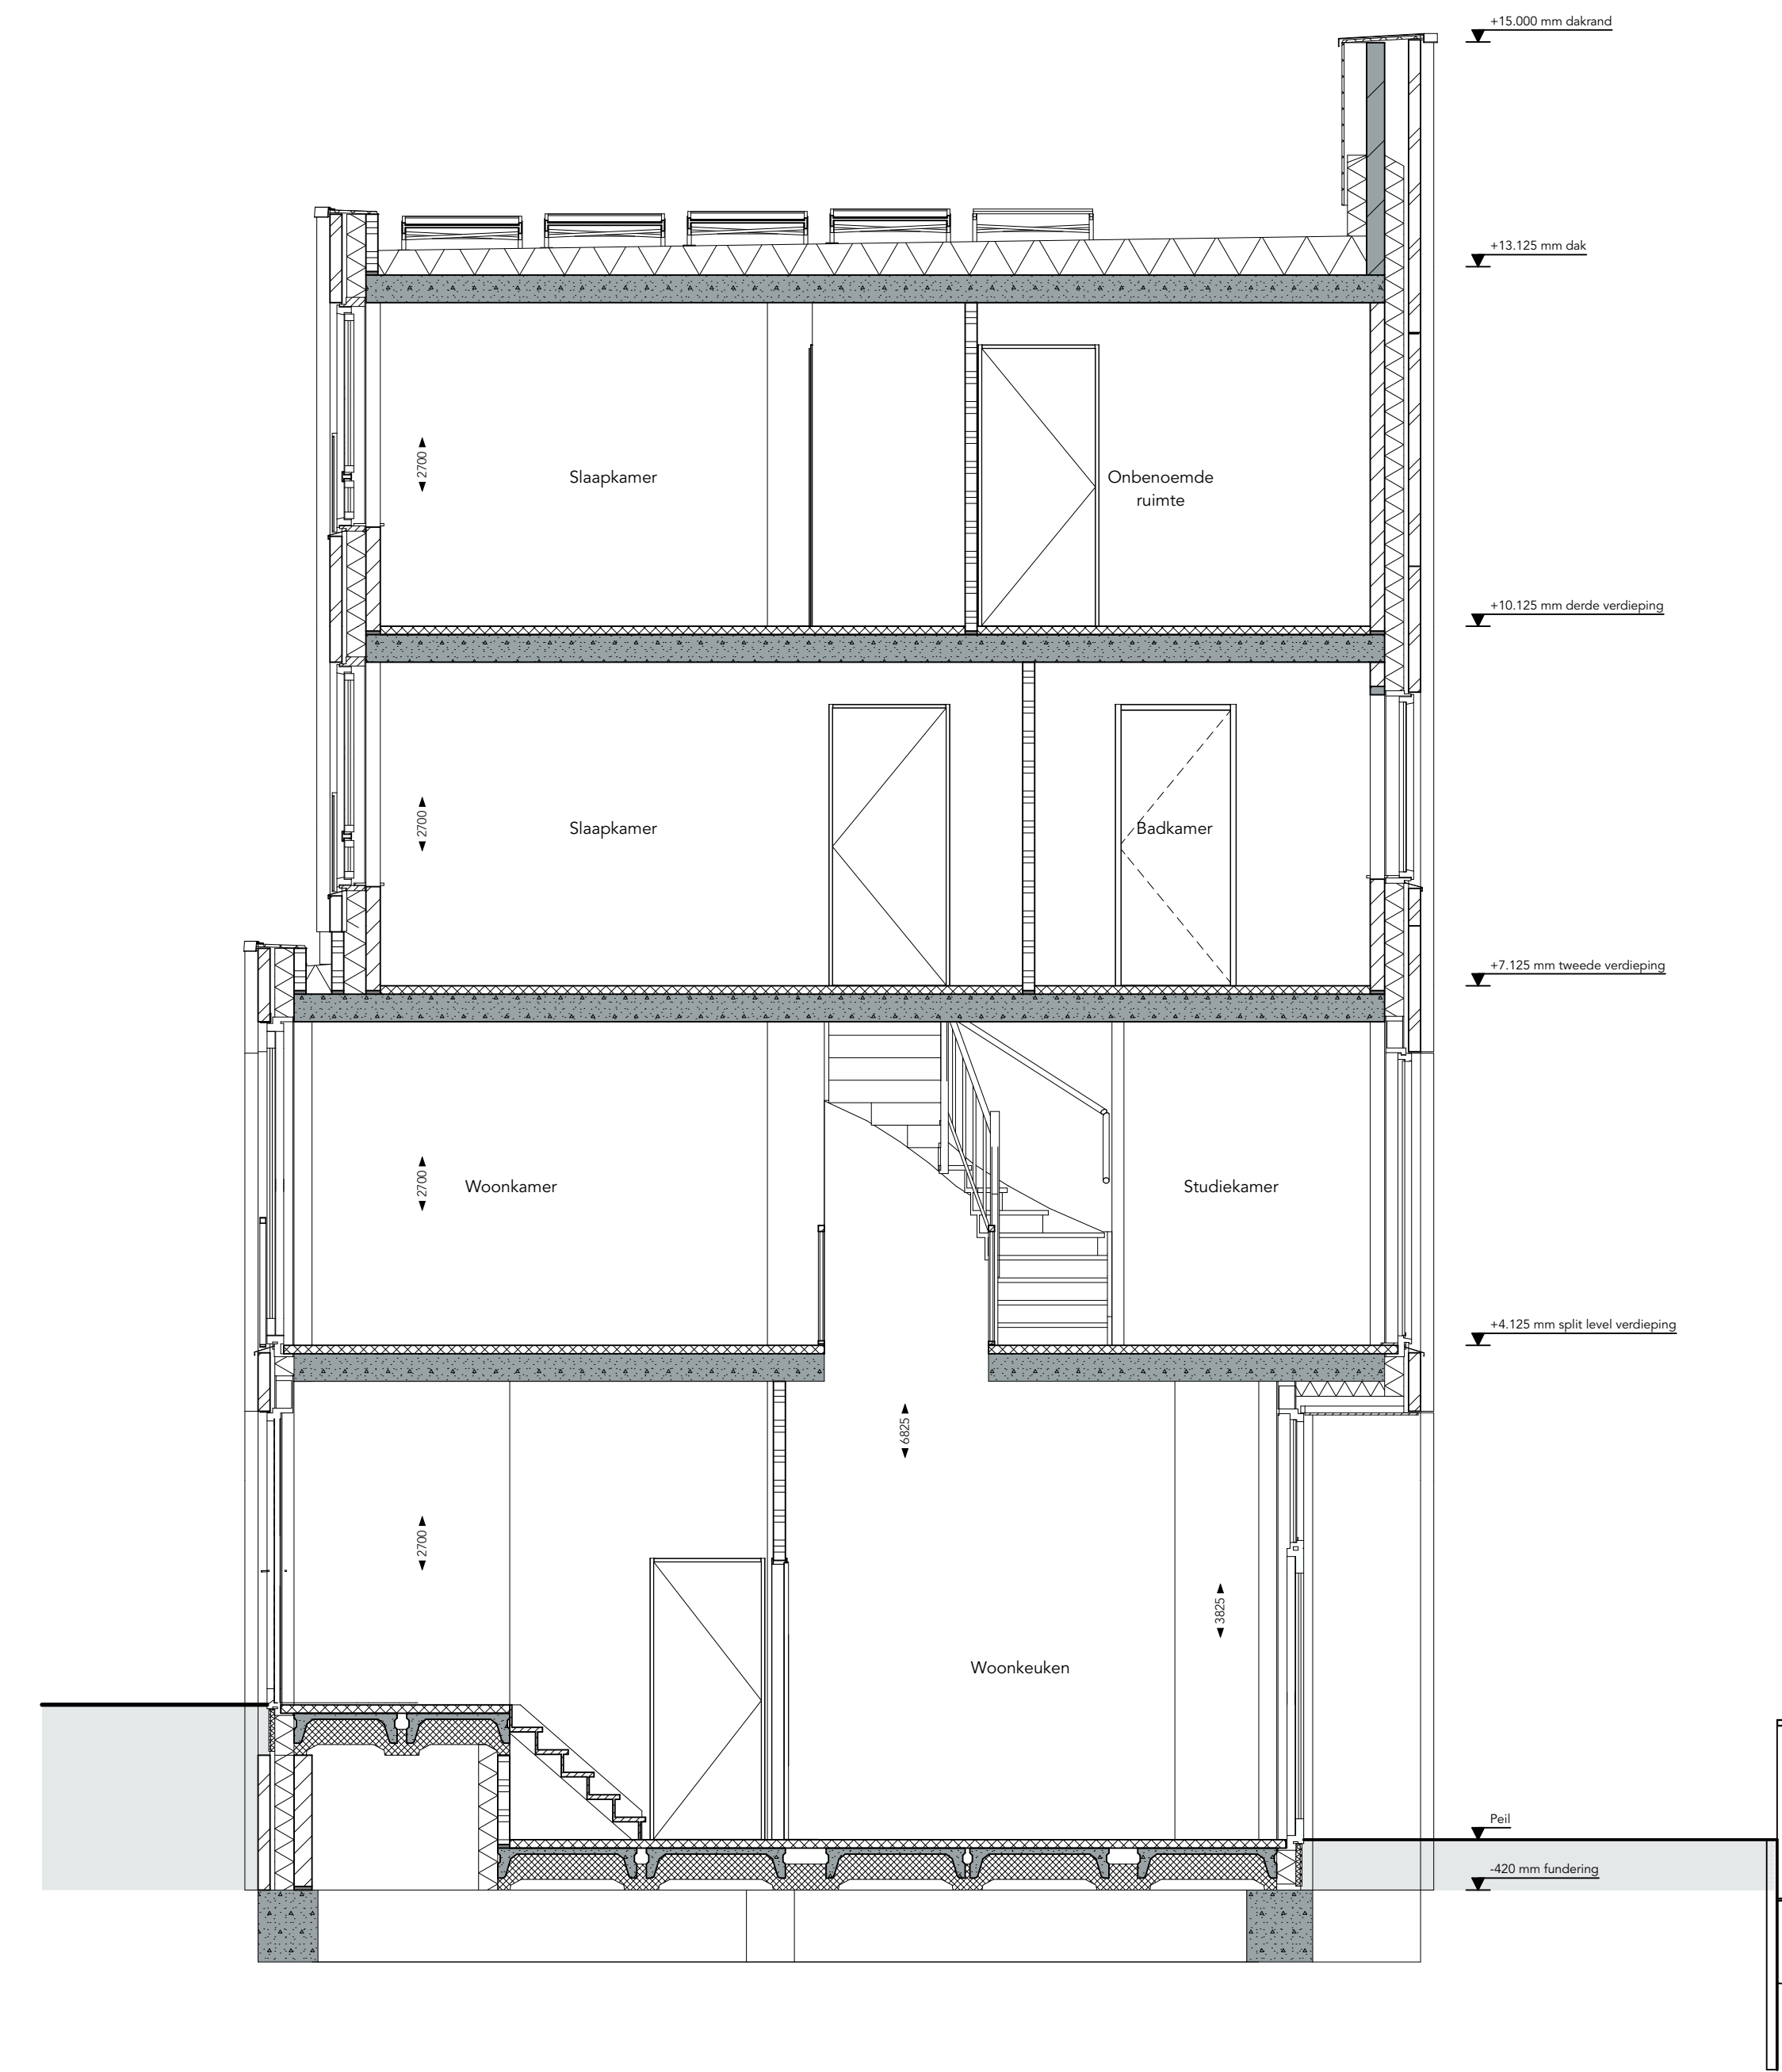 +15.000 mm dakrand
+13.125 mm dak
2700
Slaapkamer
Onbenoemde
ruimte
+10.125 mm derde verdieping
2700
Slaapkamer
Badkamer
+7.125 mm tweede verdieping
2700
Woonkamer
Studiekamer
+4.125 mm split level verdieping
6825
2700
3825
Woonkeuken
Peil
-420 mm fundering